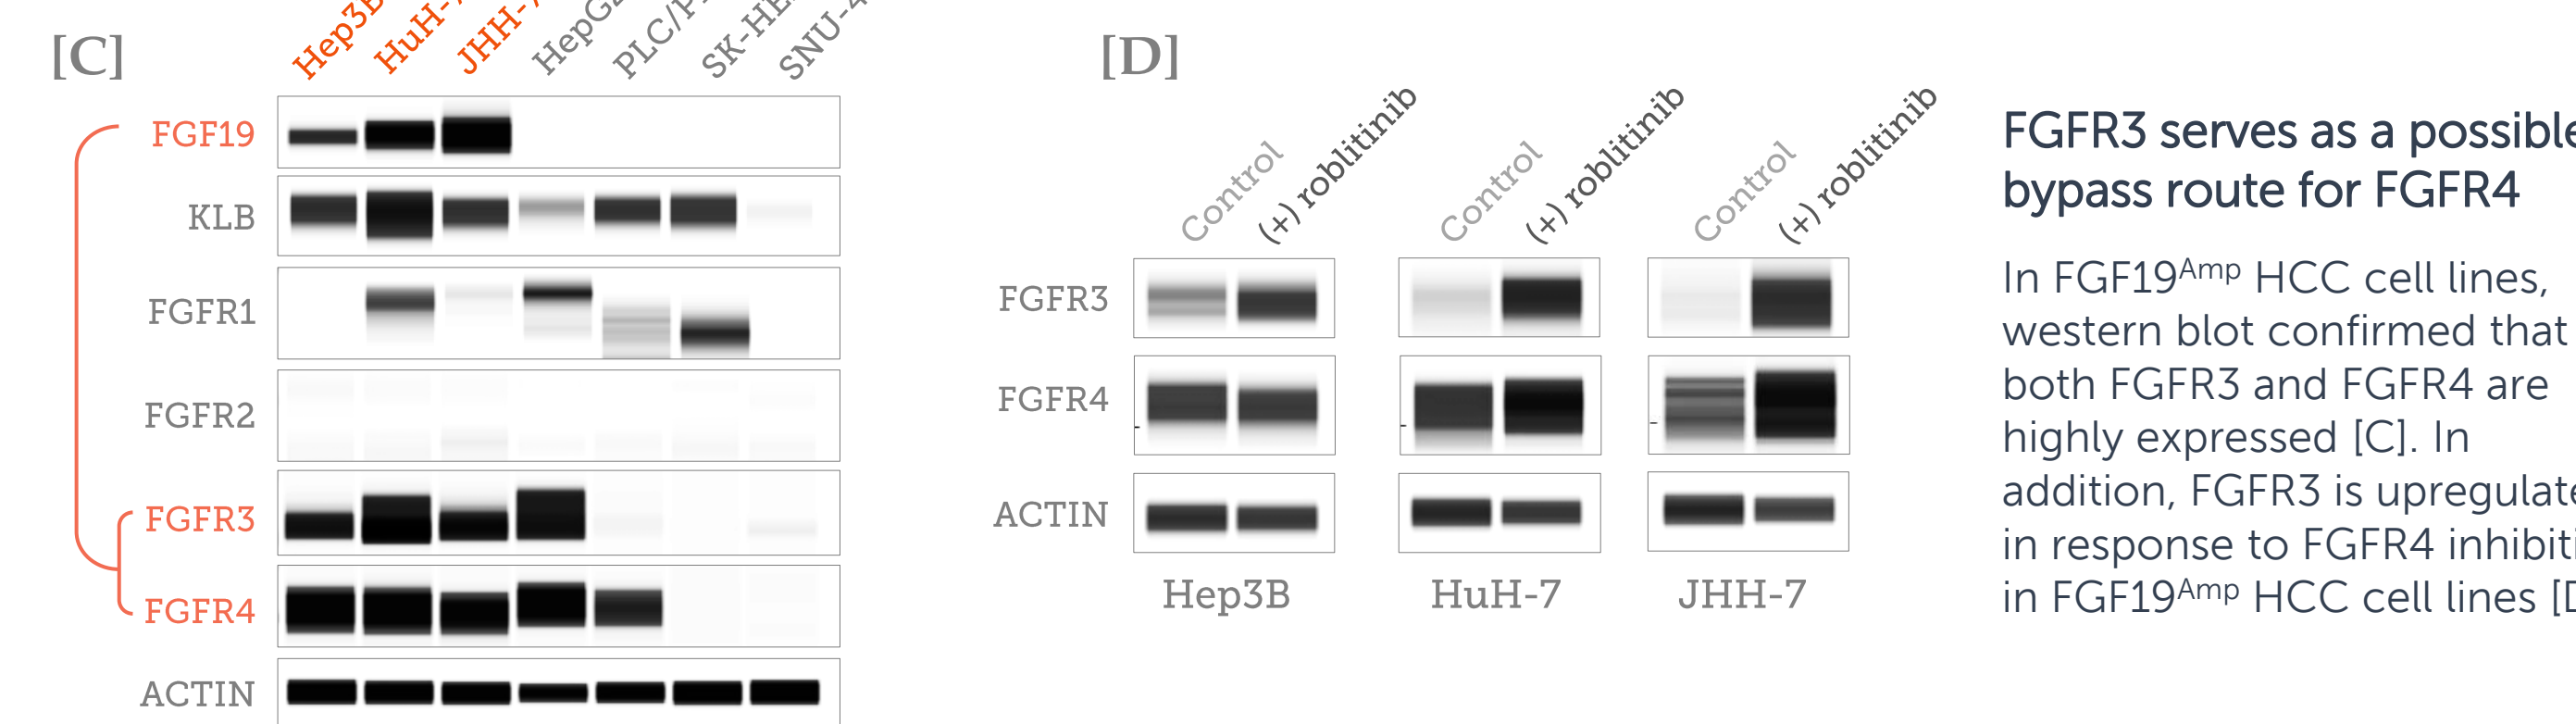 [C]
Hep3B
FGF19
KLB
FGFR1
FGFR2
FGFR3
FGFR4
ACTIN
[D]
Control
(+) roblitinib
Control
(+) roblitinib
Control
(+) roblitinib
FGFR3
FGFR4
ACTIN
Hep3B
HuH-7
JHH-7
FGFR3 serves as a possible
bypass route for FGFR4
In FGF19ᴬᵐᵖ HCC cell lines,
western blot confirmed that
both FGFR3 and FGFR4 are
highly expressed [C]. In
addition, FGFR3 is
in response to FGFR4
in FGF19ᴬᵐᵖ HCC cell lines